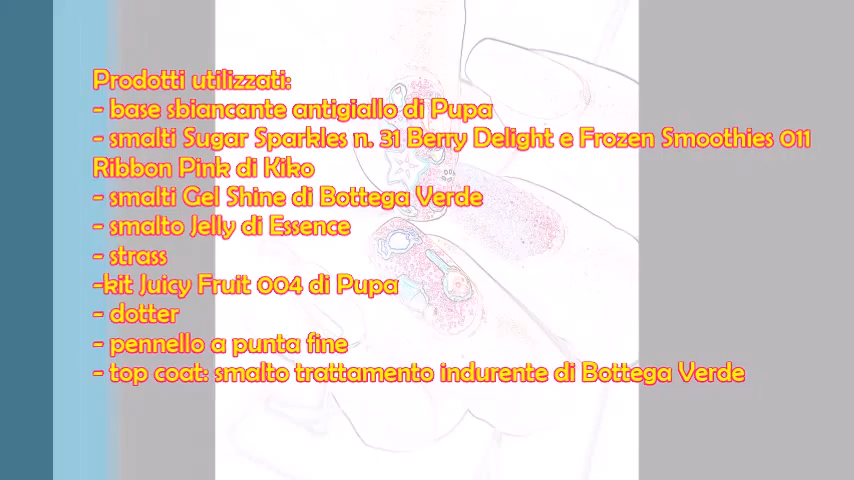 Prodotti utilizzati:
- base sbiancante antigiallo di Pupa
- smalti Sugar Sparkles n. 31 Berry Delight e Frozen Smoothies 011
Ribbon Pink di Kiko
- smalti Gel Shine di Bottega Verde
- smalto Jelly di Essence
- strass
-kit Juicy Fruit 004 di Pupa
- dotter
- pennello a punta fine
- top coat: smalto trattamento indurente di Bottega Verde